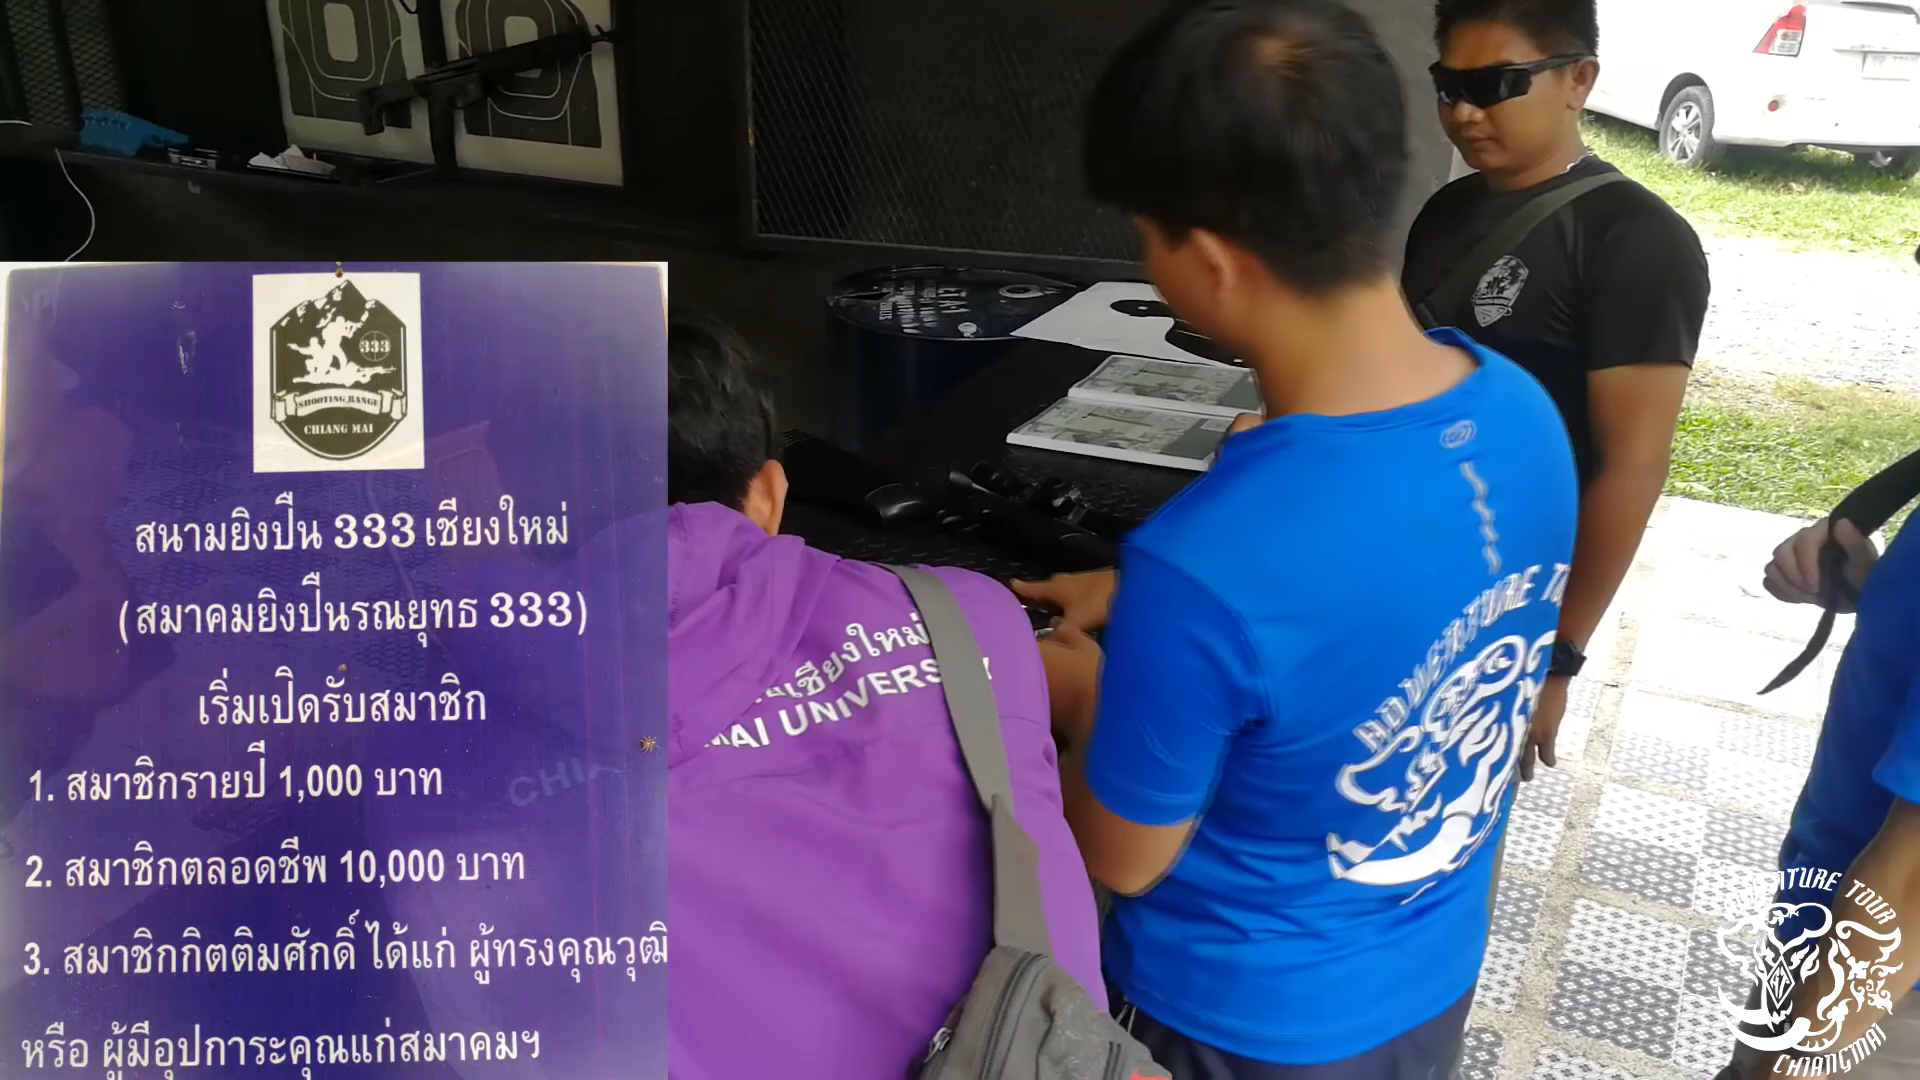 333
SHOOTING RANGE
CHIANG MAI
สนามยิงปืน 333 เชียงใหม่
(สมาคมยิงปืนรณยุทธ 333)
เริ่มเปิดรับสมาชิก
1. สมาชิกรายปี 1,000 บาท
2. สมาชิกตลอดชีพ 10,000 บาท
3. สมาชิกกิตติมศักดิ์ ได้แก่ ผู้ทรงคุณวุฒิ
หรือ ผู้มีอุปการะคุณแก่สมาคมฯ
เชียงใหม่
MAI UNIVERS
ADVENTURE TO
TOUR
CHIANGMAI